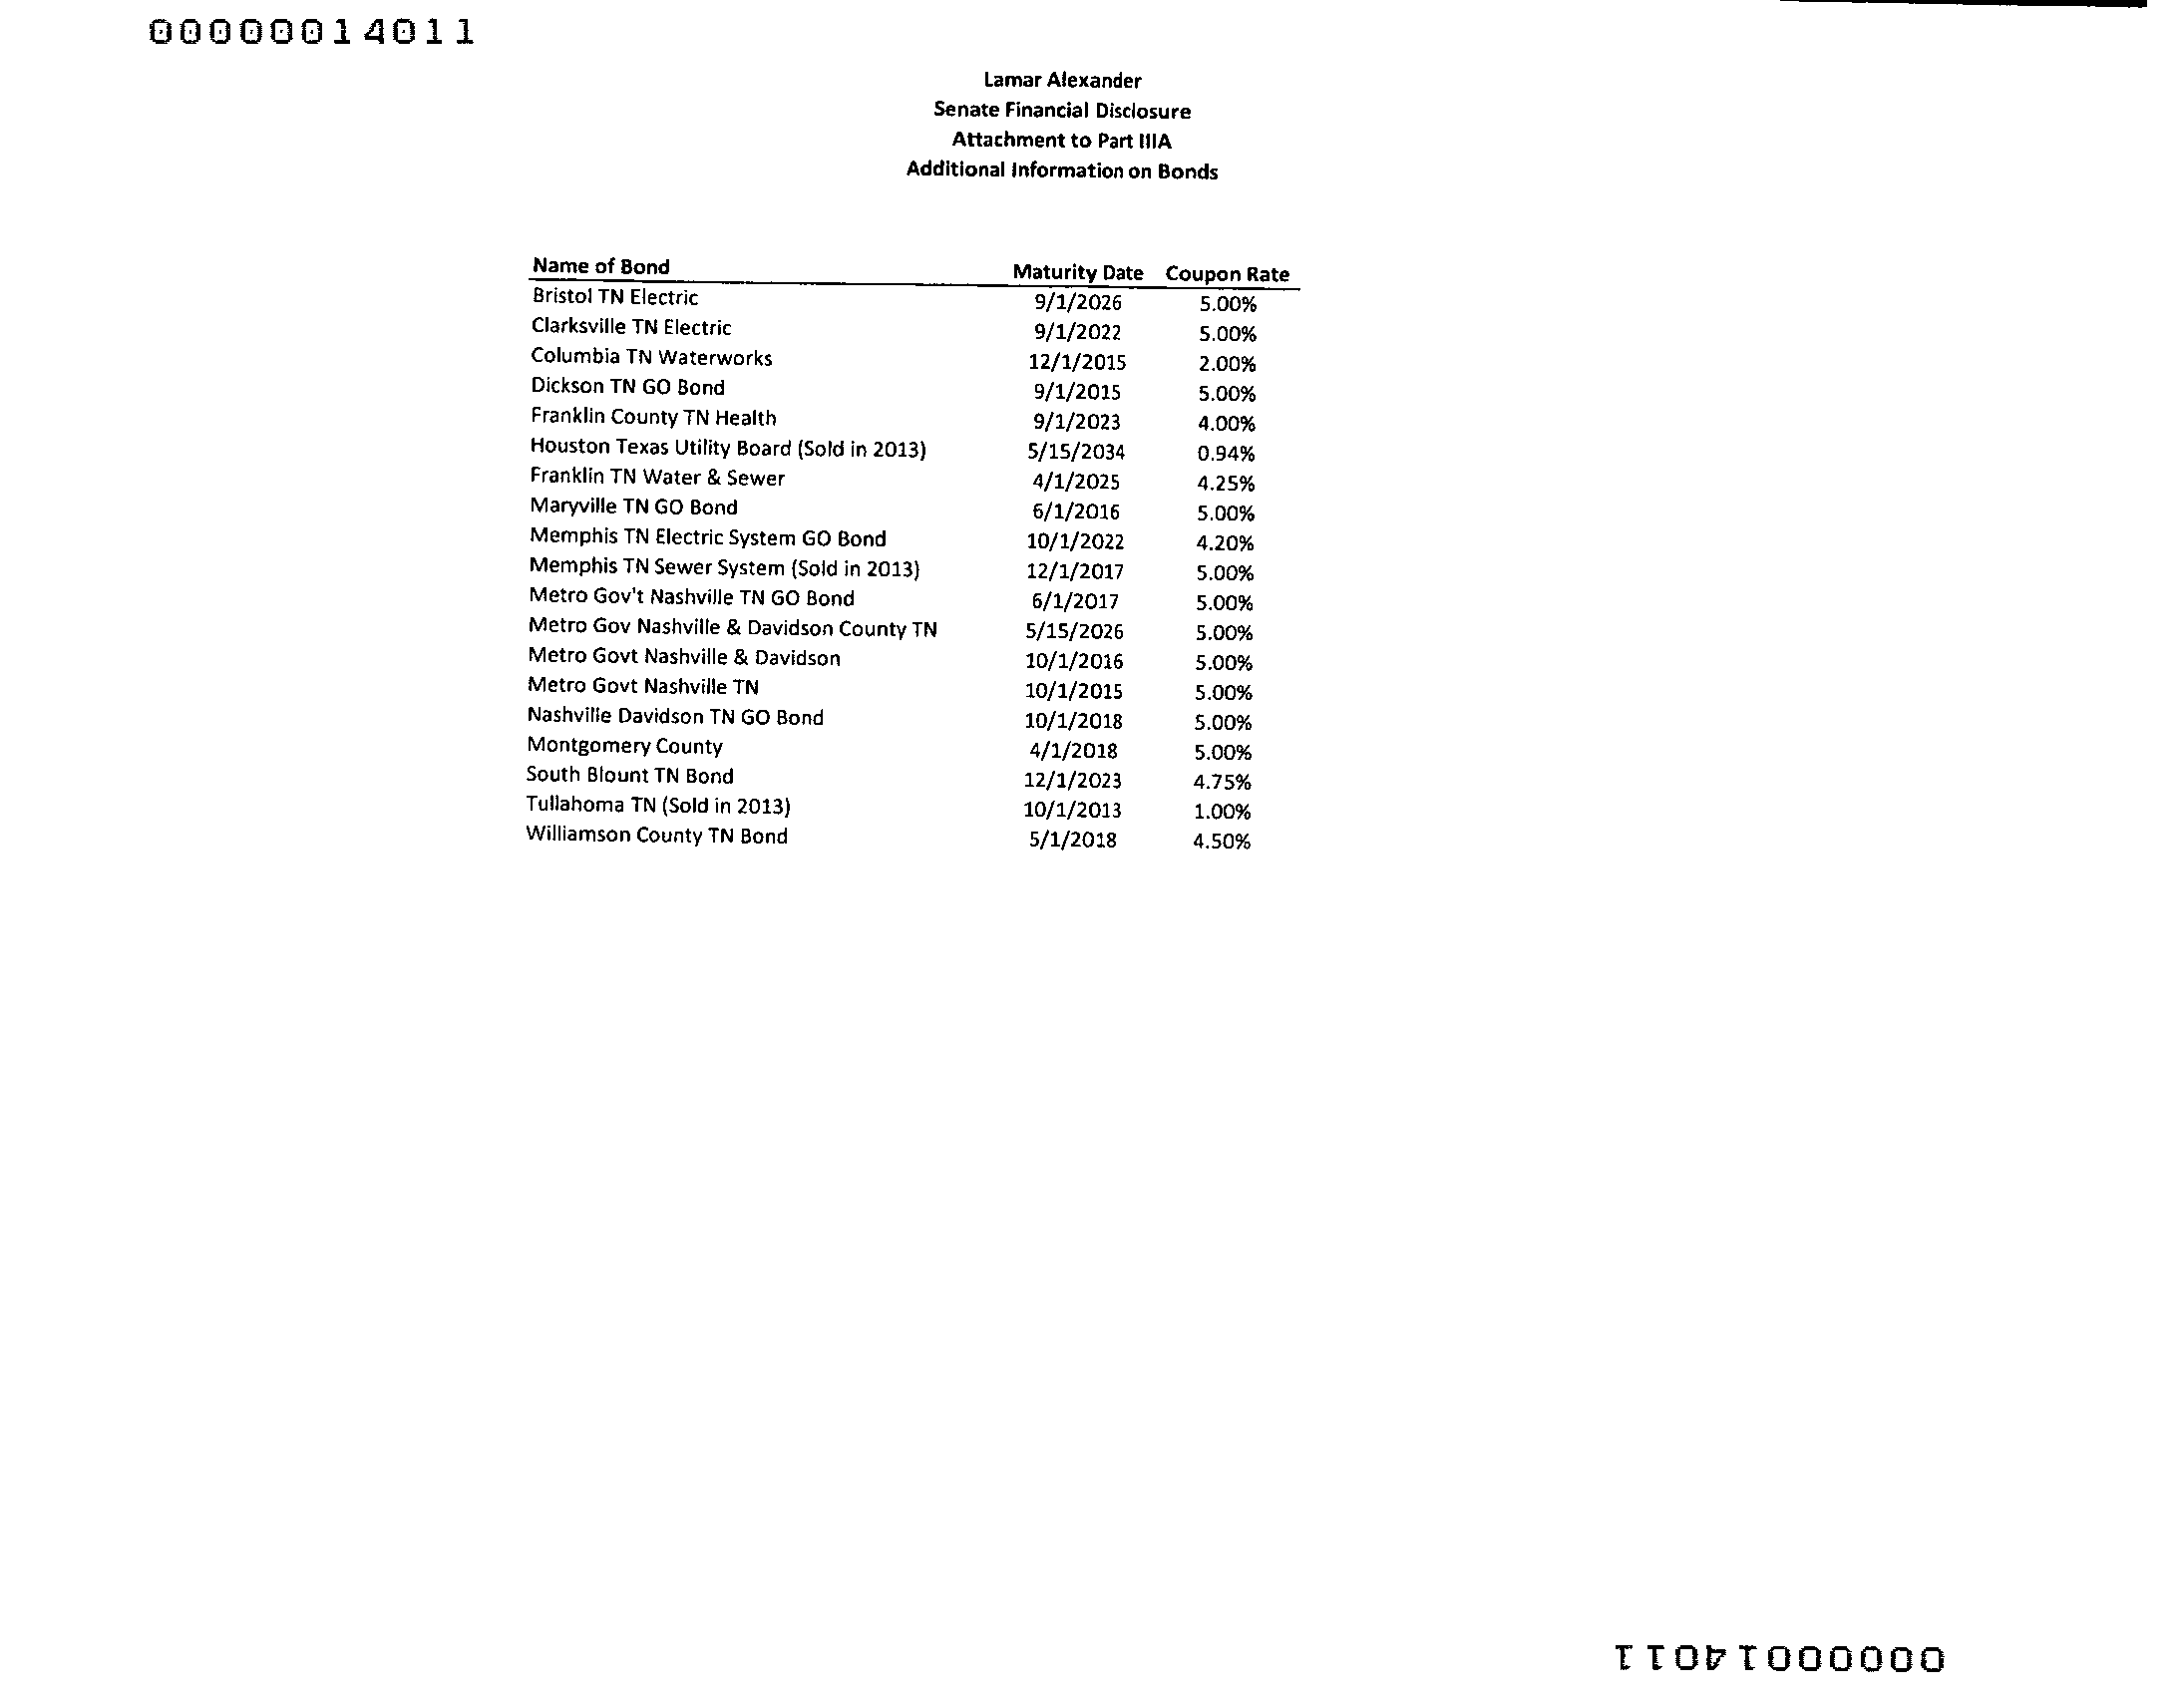 00000014011
Lamar Alexander
Senate Financial Disclosure
Attachment to Part IIIA
Additional Information on Bonds
Name of Bond Maturity Date Coupon Rate
Bristol TN Electric 9/1/2026 5.00%
Clarksville TN Electric 9/1/2022 5.00%
Columbia TN Waterworks 12/1/2015 2.00%
Dickson TN GO Bond 9/1/2015 5.00%
Franklin County TN Health 9/1/2023 4.00%
Houston Texas Utility Board (Sold in 2013) 5/15/2034 0.94%
Franklin TN Water & Sewer 4/1/2025 4.25%
Maryville TN GO Bond 6/1/2016 5.00%
Memphis TN Electric System GO Bond 10/1/2022 4.20%
Memphis TN Sewer System (Sold in 2013) 12/1/2017 5.00%
Metro Gov't Nashville TN GO Bond 6/1/2017 5.00%
Metro Gov Nashville & Davidson County TN 5/15/2026 5.00%
Metro Govt Nashville & Davidson 10/1/2016 5.00%
Metro Govt Nashville TN 10/1/2015 5.00%
Nashville Davidson TN GO Bond 10/1/2018 5.00%
Montgomery County 4/1/2018 5.00%
South Blount TN Bond 12/1/2023 4.75%
Tullahoma TN (Sold in 2013) 10/1/2013 1.00%
Williamson County TN Bond 5/1/2018 4.50%
00000014011